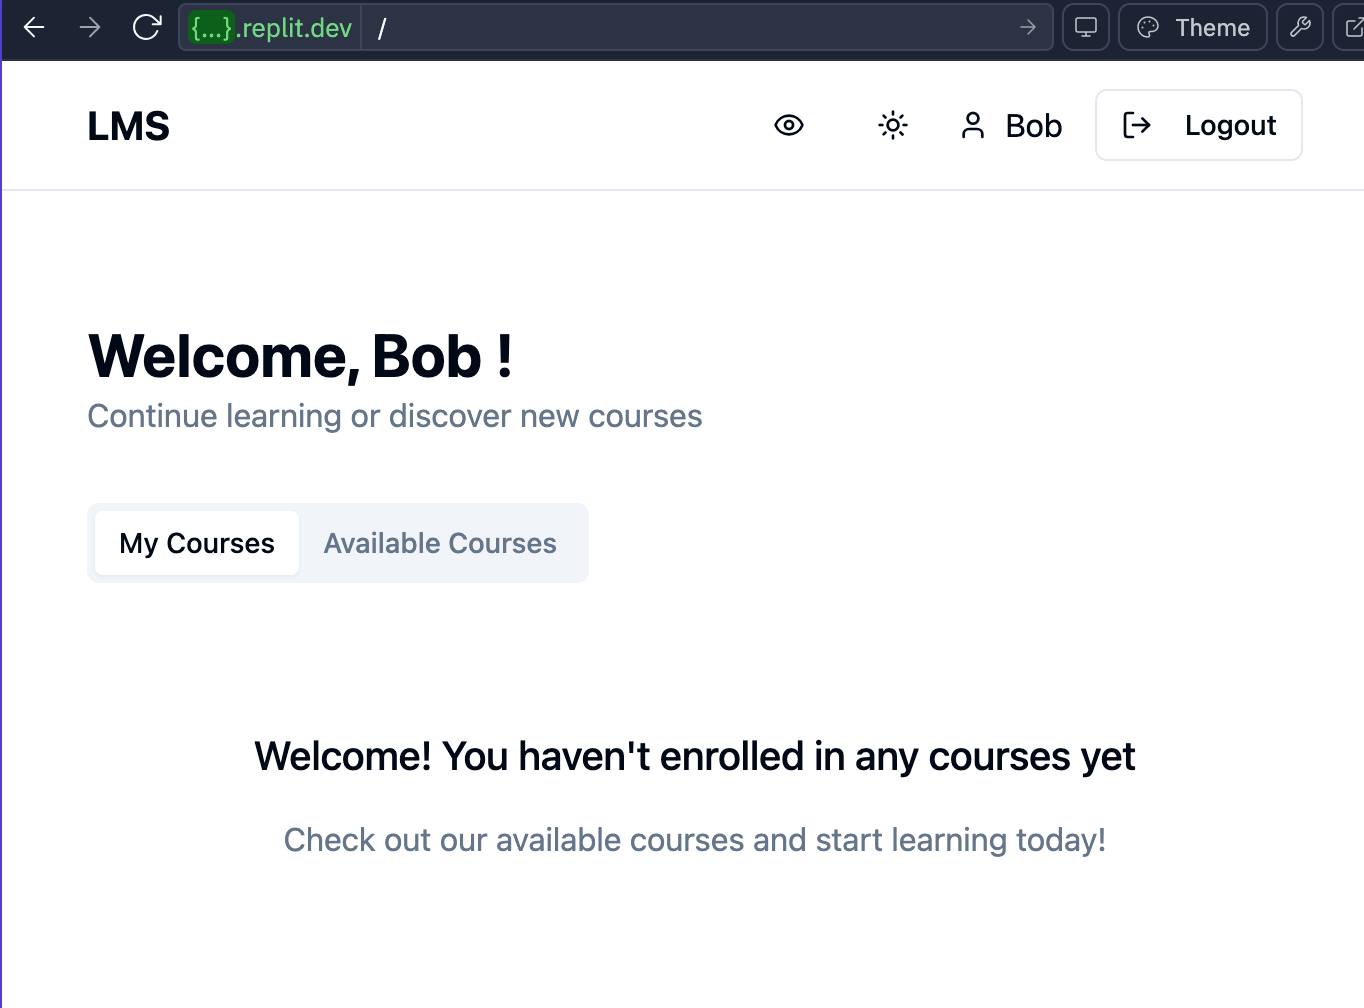 {...}.replit.dev / Theme
LMS Bob Logout
Welcome, Bob !
Continue learning or discover new courses
My Courses Available Courses
Welcome! You haven't enrolled in any courses yet
Check out our available courses and start learning today!